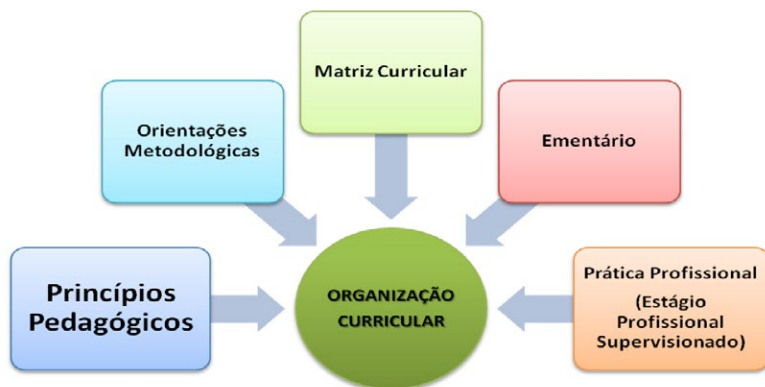 Matriz Curricular
Orientações
Metodológicas
Ementário
Princípios
Pedagógicos
ORGANIZAÇÃO
CURRICULAR
Prática Profissional
(Estágio
Profissional
Supervisionado)